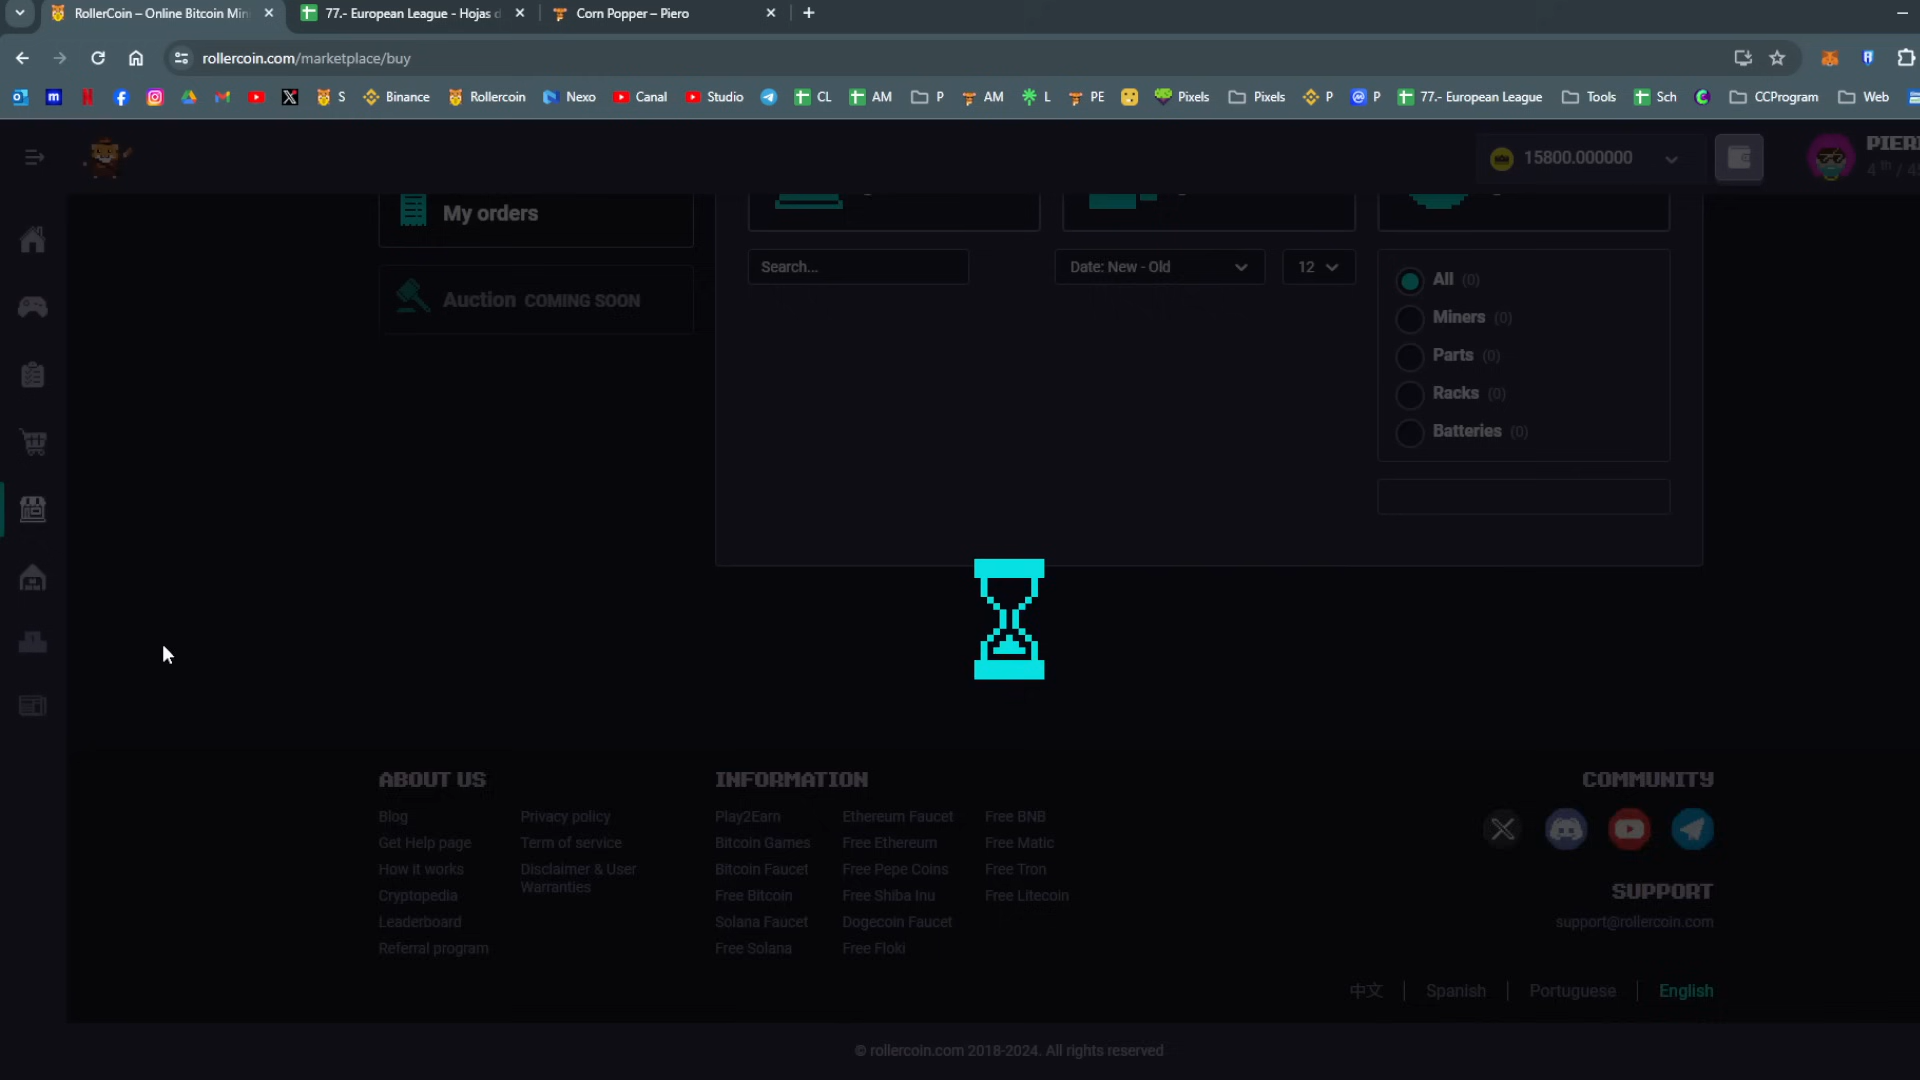 RollerCoin – Online Bitcoin Min
77.- European League - Hojas d
Corn Popper – Piero
rollercoin.com/marketplace/buy
S
Binance
Rollercoin
Nexo
Canal
Studio
CL
AM
P
AM
L
PE
Pixels
Pixels
P
P
77.- European League
Tools
Sch
CCProgram
Web
15800.000000
4 th / 45
My orders
Auction COMING SOON
Search...
Date: New - Old
12
All (0)
Miners (0)
Parts (0)
Racks (0)
Batteries (0)
ABOUT US
Blog
Get Help page
How it works
Cryptopedia
Leaderboard
Referral program
Privacy policy
Term of service
Disclaimer & User
Warranties
INFORMATION
Play2Earn
Bitcoin Games
Bitcoin Faucet
Free Bitcoin
Solana Faucet
Free Solana
Ethereum Faucet
Free Ethereum
Free Pepe Coins
Free Shiba Inu
Dogecoin Faucet
Free Floki
Free BNB
Free Matic
Free Tron
Free Litecoin
COMMUNITY
SUPPORT
support@rollercoin.com
中文
Spanish
Portuguese
English
© rollercoin.com 2018-2024. All rights reserved